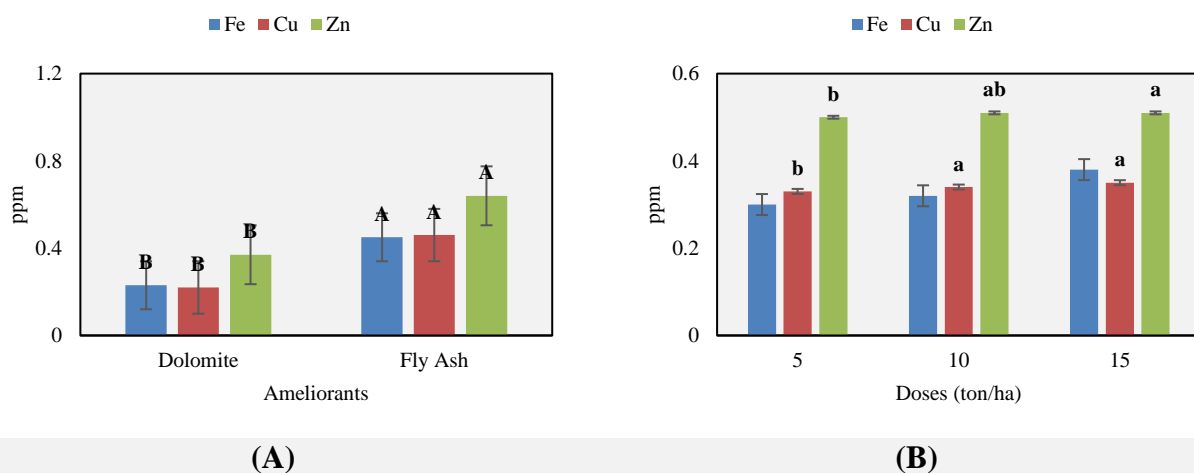 Fe Cu Zn
1.2
0.8
0.4
0
ppm
B
B
B
A
A
A
Dolomite
Fly Ash
Ameliorants
(A)
Fe Cu Zn
0.6
0.4
0.2
0
ppm
b
b
a
ab
a
a
5
10
15
Doses (ton/ha)
(B)